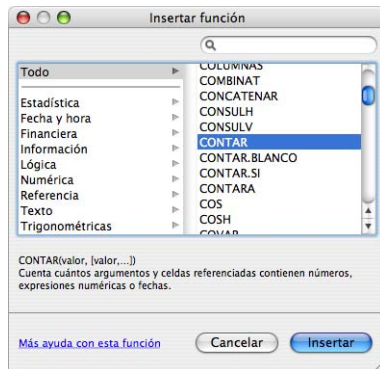 Insertar función
Todo
Estadística
Fecha y hora
Financiera
Información
Lógica
Numérica
Referencia
Texto
Trigonométricas
COLUMNAS
COMBINAT
CONCATENAR
CONSULH
CONSULV
CONTAR
CONTAR.BLANCO
CONTAR.SI
CONTARA
COS
COSH
COVAR
CONTAR(valor, [valor,...])
Cuenta cuántos argumentos y celdas referenciadas contienen números,
expresiones numéricas o fechas.
Más ayuda con esta función
Cancelar
Insertar